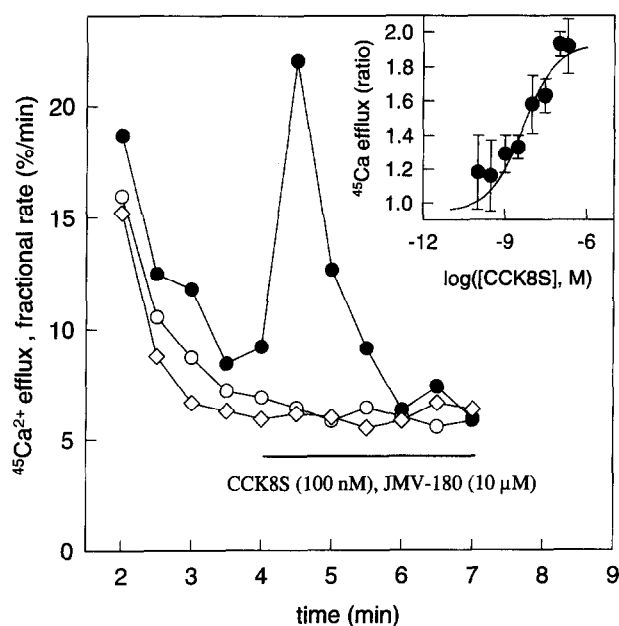 ⁴⁵Ca²⁺ efflux , fractional rate (%/min)
20
15
10
5
0
2 3 4 5 6 7 8 9
time (min)
CCK8S (100 nM), JMV-180 (10 µM)
⁴⁵Ca efflux (ratio)
2.0
1.8
1.6
1.4
1.2
1.0
-12 -9 -6
log([CCK8S], M)